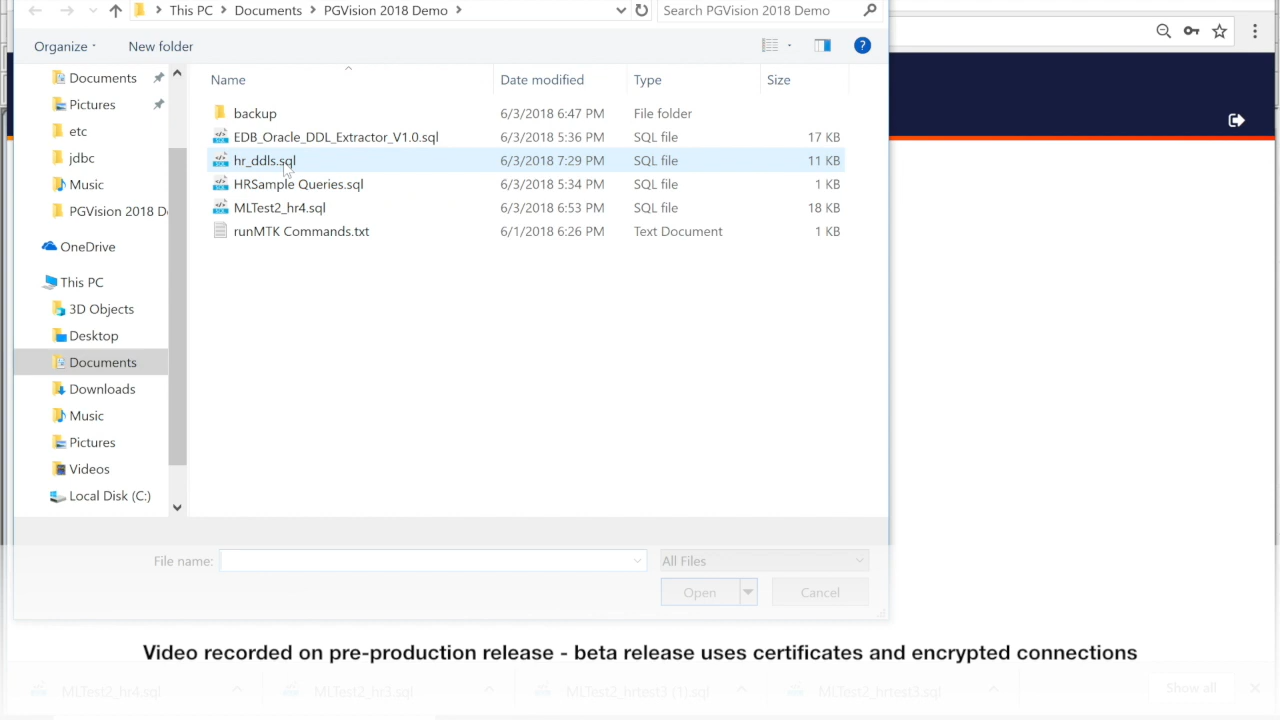 This PC > Documents > PGVision 2018 Demo >
Search PGVision 2018 Demo
Organize
New folder
Name Date modified Type Size
Documents
Pictures
etc
jdbc
Music
PGVision 2018 D
OneDrive
This PC
3D Objects
Desktop
Documents
Downloads
Music
Pictures
Videos
Local Disk (C:)
backup 6/3/2018 6:47 PM File folder
EDB_Oracle_DDL_Extractor_V1.0.sql 6/3/2018 5:36 PM SQL file 17 KB
hr_ddls.sql 6/3/2018 7:29 PM SQL file 11 KB
HRSample Queries.sql 6/3/2018 5:34 PM SQL file 1 KB
MLTest2_hr4.sql 6/3/2018 6:53 PM SQL file 18 KB
runMTK Commands.txt 6/1/2018 6:26 PM Text Document 1 KB
File name:
All Files
Open
Cancel
Video recorded on pre-production release - beta release uses certificates and encrypted connections
MLTest2_hr4.sql
MLTest2_hr3.sql
MLTest2_hrtest3 (1).sql
MLTest2_hrtest3.sql
Show all